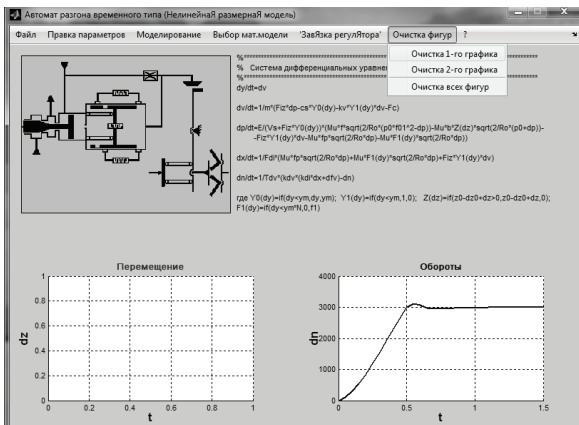 Автомат разгона временного типа (НелинейнаЯ размернаЯ модель)
Файл Правка параметров Моделирование Выбор мат.модели 'ЗавЯзка регулЯтора' Очистка фигур ?
Очистка 1-го графика
Очистка 2-го графика
Очистка всех фигур
% Система дифференциальных уравне
dy/dt=dv
dv/dt=1/m*(Fiz*dp-cs*Y0(dy)-kv*Y1(dy)*dv-Fc)
dp/dt=E/(Vs+Fiz*Y0(dy))*(Mu*f*sqrt(2/Ro*(p0*f01^2-dp))-Mu*b*Z(dz)*sqrt(2/Ro*(p0+dp))-
-Fiz*Y1(dy)*dv-Mu*fp*sqrt(2/Ro*dp)-Mu*F1(dy)*sqrt(2/Ro*dp))
dx/dt=1/Fdi*(Mu*fp*sqrt(2/Ro*dp)+Mu*F1(dy)*sqrt(2/Ro*dp)+Fiz*Y1(dy)*dv)
dn/dt=1/Tdv*(kdv*(kdi*dx+dfv)-dn)
где Y0(dy)=if(dy<ym,dy,ym); Y1(dy)=if(dy<ym,1,0); Z(dz)=if(z0-dz0+dz>0,z0-dz0+dz,0);
F1(dy)=if(dy<ym*N,0,f1)
Перемещение
1
0.8
0.6
0.4
0.2
0
0 0.2 0.4 0.6 0.8 1
dz
t
Обороты
4000
3000
2000
1000
0
0 0.5 1 1.5
dn
t